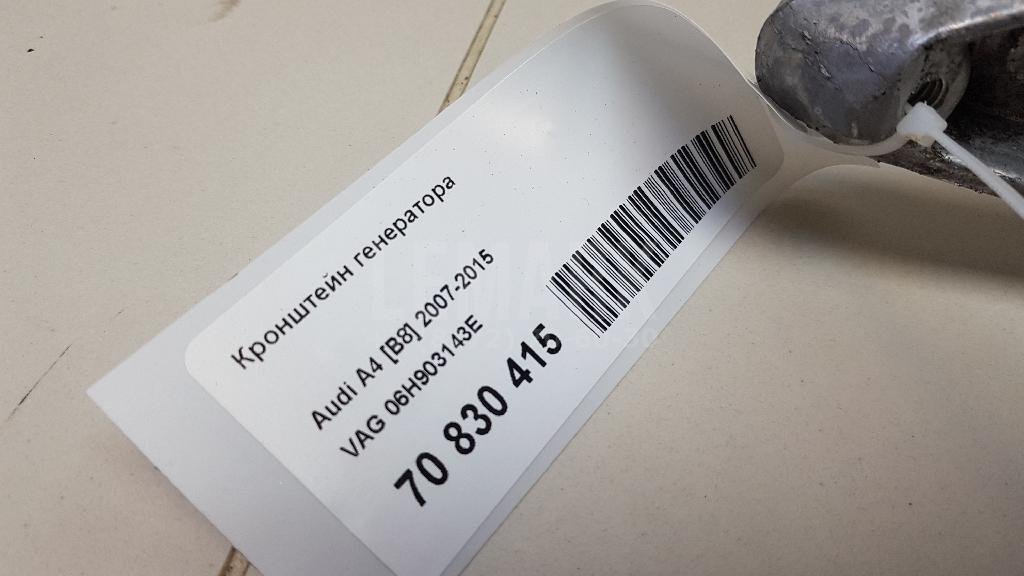 Кронштейн генератора
Audi A4 [B8] 2007-2015
VAG 06H903143E
70 830 415